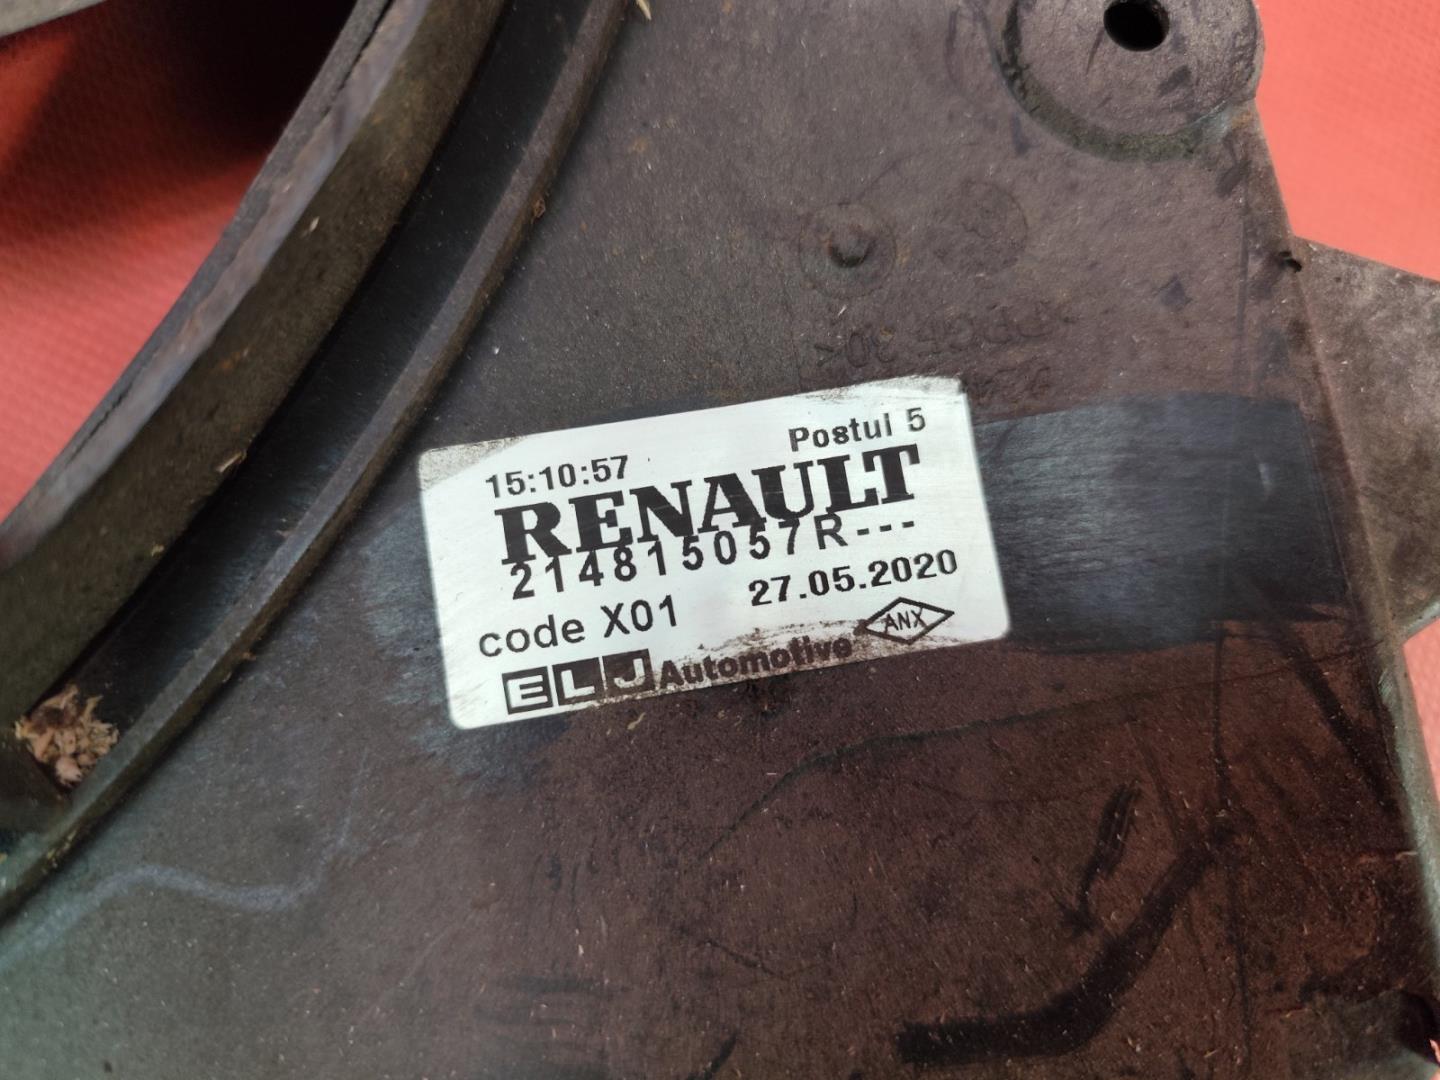 15:10:57 Postul 5
RENAULT
214815057R---
code X01 27.05.2020
ELJ Automotive ANX